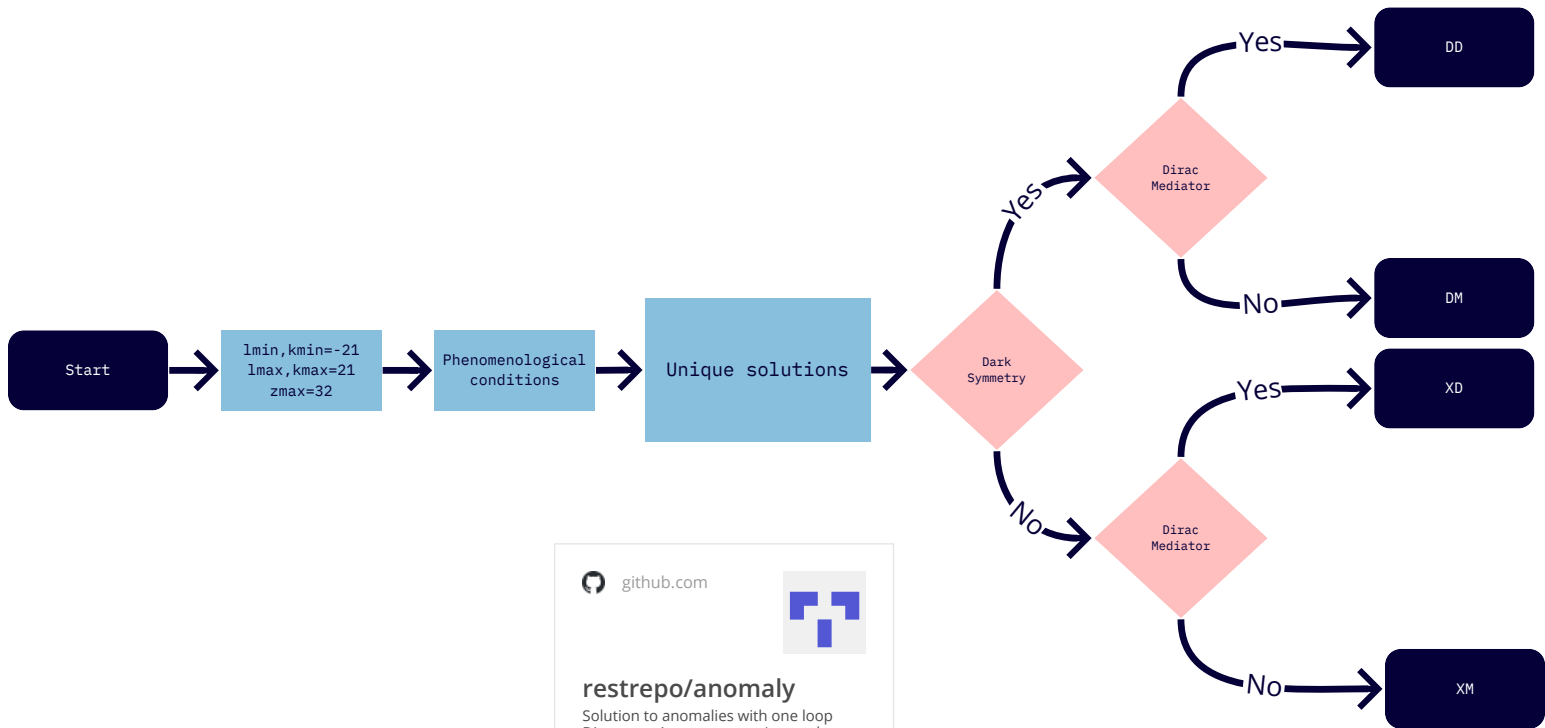 Start
lmin,kmin=-21
lmax,kmax=21
zmax=32
Phenomenological
conditions
Unique solutions
Dark
Symmetry
Yes
No
Dirac
Mediator
Yes
DD
No
DM
Dirac
Mediator
Yes
XD
No
XM
github.com
restrepo/anomaly
Solution to anomalies with one loop